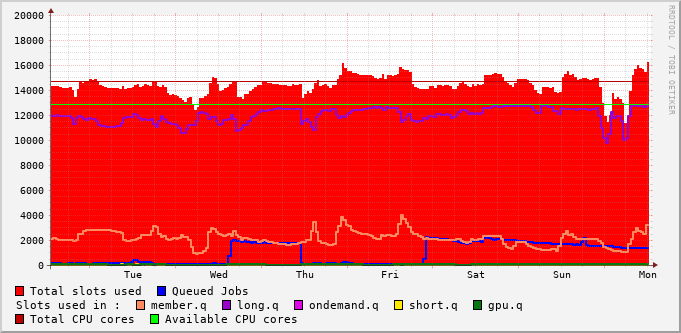 20000
18000
16000
14000
12000
10000
8000
6000
4000
2000
0
Tue Wed Thu Fri Sat Sun Mon
RRDTOOL / TOBI OETIKER
Total slots used Queued Jobs
Slots used in : member.q long.q ondemand.q short.q gpu.q
Total CPU cores Available CPU cores